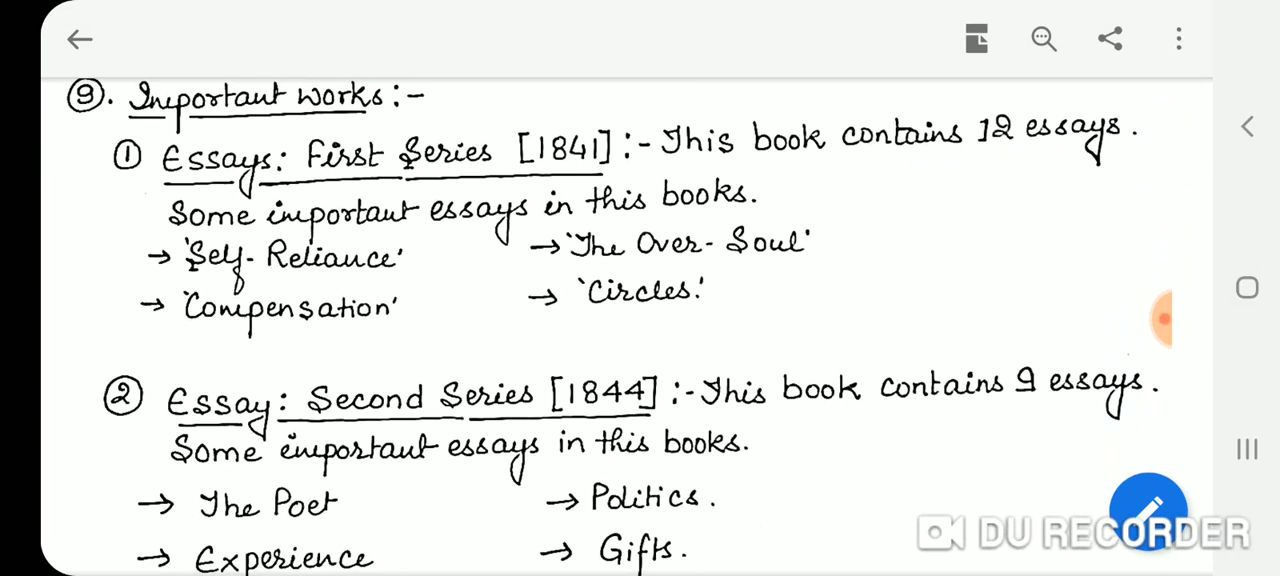 ⑨. Important works:-
① Essays: First Series [1841]:- This book contains 12 essays.
Some important essays in this books.
→ 'Self-Reliance' → 'The Over-Soul'
→ 'Compensation' → 'Circles.'
② Essay: Second Series [1844]:- This book contains 9 essays.
Some important essays in this books.
→ The Poet → Politics.
→ Experience → Gifts.
DU RECORDER